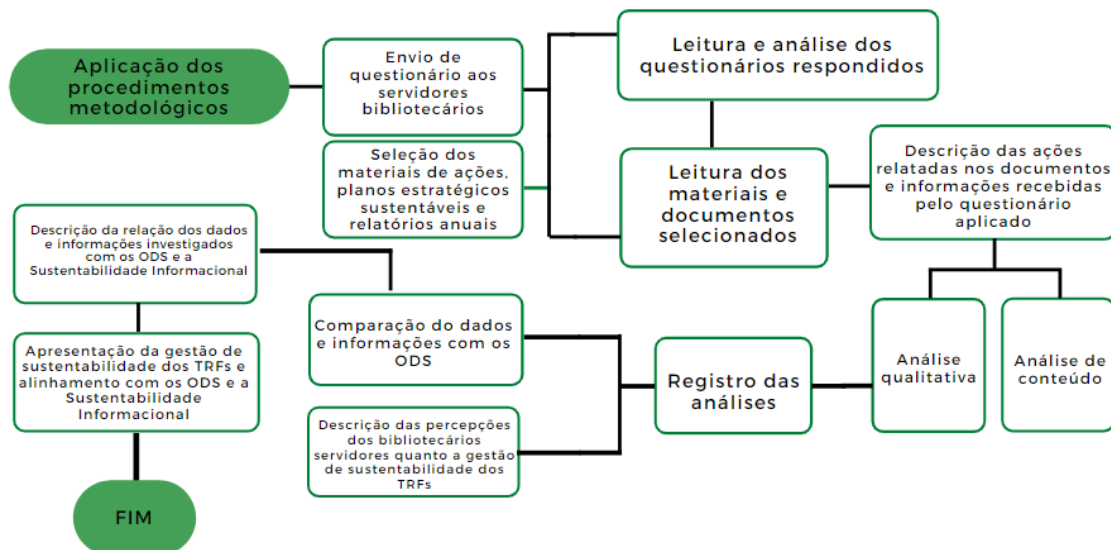 Aplicação dos
procedimentos
metodológicos
Envio de
questionário aos
servidores
bibliotecários
Seleção dos
materiais de ações,
planos estratégicos
sustentáveis e
relatórios anuais
Leitura e análise dos
questionários respondidos
Leitura dos
materiais e
documentos
selecionados
Descrição das ações
relatadas nos documentos
e informações recebidas
pelo questionário
aplicado
Análise
qualitativa
Análise de
conteúdo
Registro das
análises
Comparação do dados
e informações com os
ODS
Descrição das percepções
dos bibliotecários
servidores quanto a gestão
de sustentabilidade dos
TRFs
Descrição da relação dos dados
e informações investigados
com os ODS e a
Sustentabilidade Informacional
Apresentação da gestão de
sustentabilidade dos TRFs e
alinhamento com os ODS e a
Sustentabilidade
Informacional
FIM